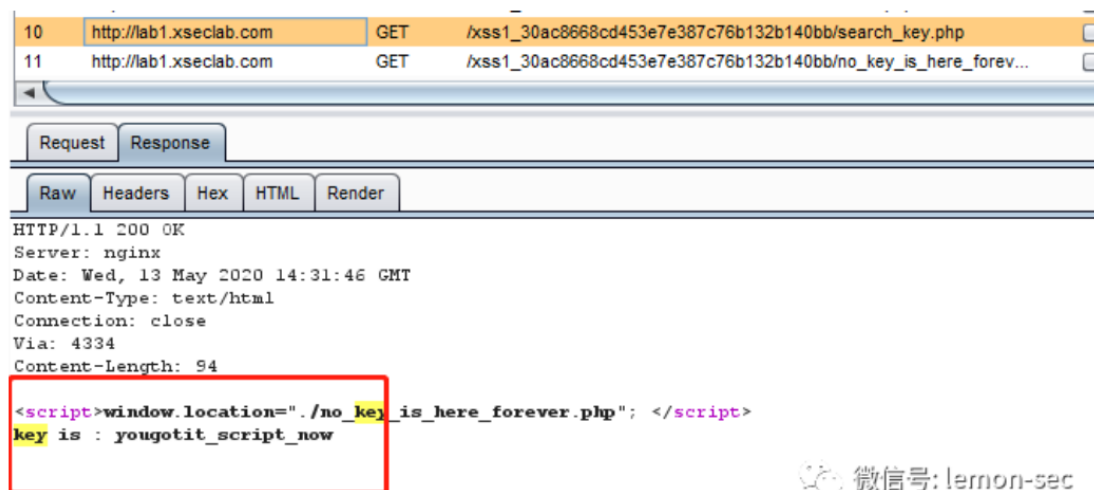 10 http://lab1.xseclab.com GET /xss1_30ac8668cd453e7e387c76b132b140bb/search_key.php
11 http://lab1.xseclab.com GET /xss1_30ac8668cd453e7e387c76b132b140bb/no_key_is_here_forev...
Request Response
Raw Headers Hex HTML Render
HTTP/1.1 200 OK
Server: nginx
Date: Wed, 13 May 2020 14:31:46 GMT
Content-Type: text/html
Connection: close
Via: 4334
Content-Length: 94
<script>window.location="./no_key_is_here_forever.php"; </script>
key is : yougotit_script_now
微信号: lemon-sec